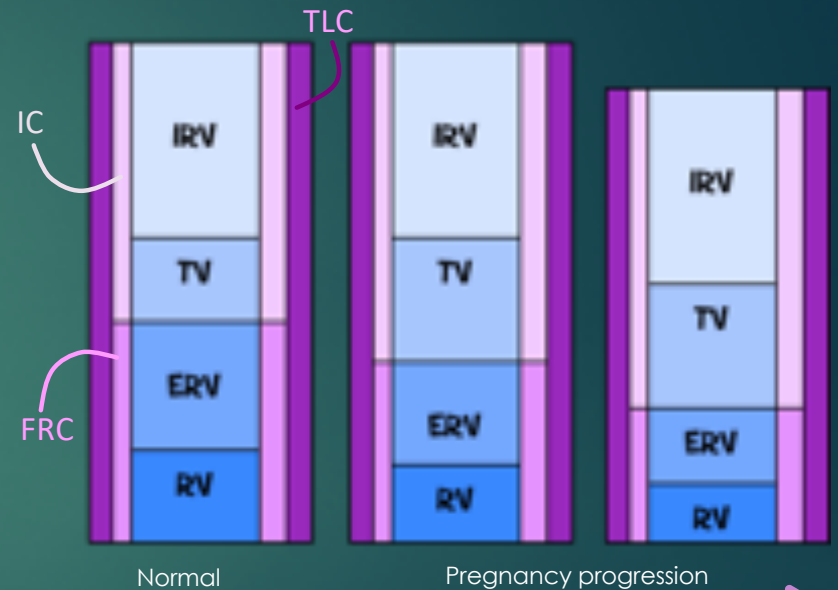 TLC
IC
FRC
IRV
TV
ERV
RV
IRV
TV
ERV
RV
IRV
TV
ERV
RV
Normal
Pregnancy progression